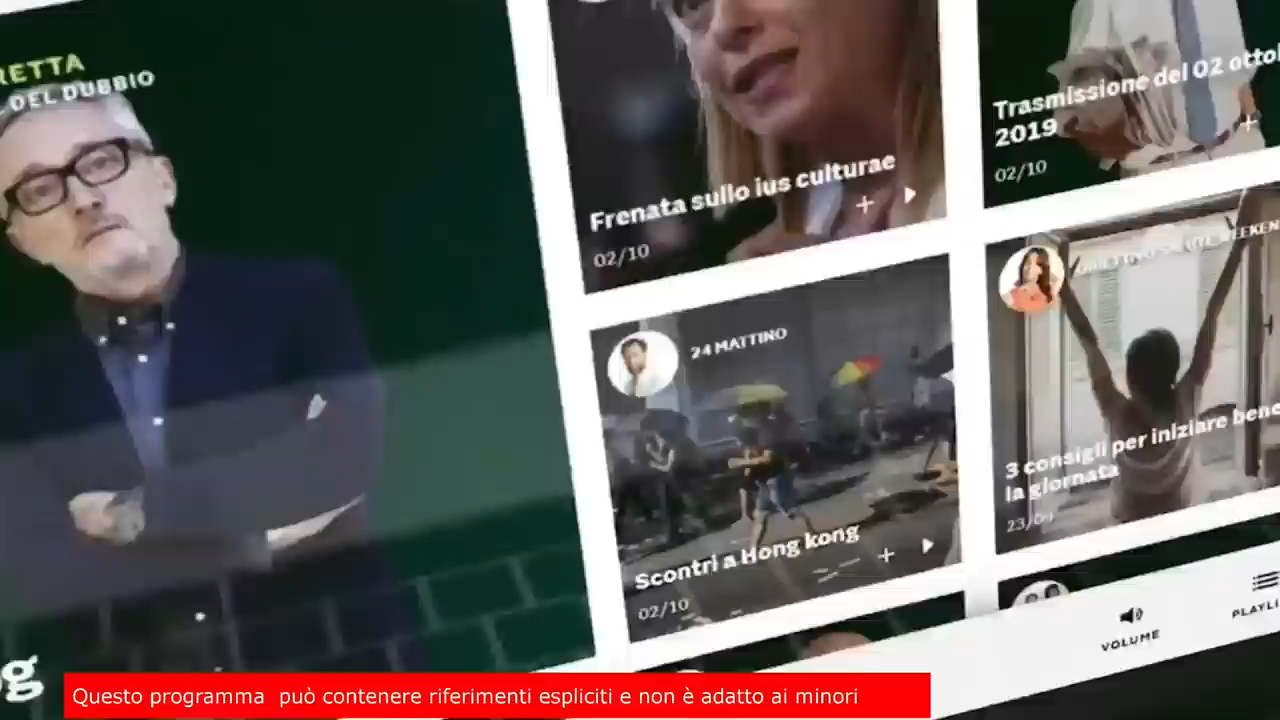 RETTA
DEL DUBBIO
Frenata sullo ius culturae
02/10
Trasmissione del 02
2019
02/10
24 MATTINO
Scontri a Hong kong
02/10
3 consigli per iniziare
la giornata
VOLUME
Questo programma può contenere riferimenti espliciti e non è adatto ai minori